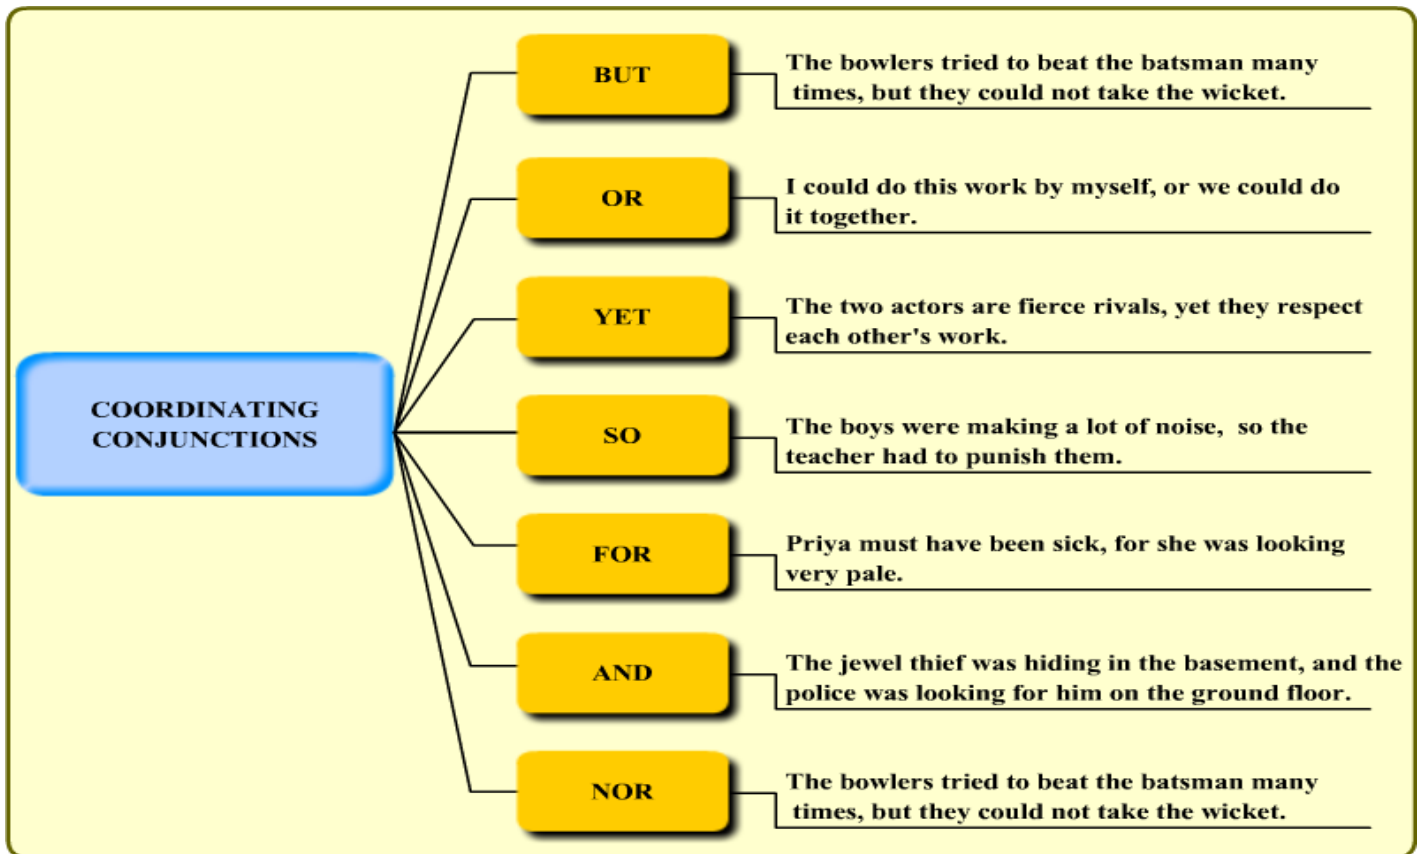 BUT
The bowlers tried to beat the batsman many
times, but they could not take the wicket.
OR
I could do this work by myself, or we could do
it together.
YET
The two actors are fierce rivals, yet they respect
each other's work.
COORDINATING
CONJUNCTIONS
SO
The boys were making a lot of noise,  so the
teacher had to punish them.
FOR
Priya must have been sick, for she was looking
very pale.
AND
The jewel thief was hiding in the basement, and the
police was looking for him on the ground floor.
NOR
The bowlers tried to beat the batsman many
times, but they could not take the wicket.